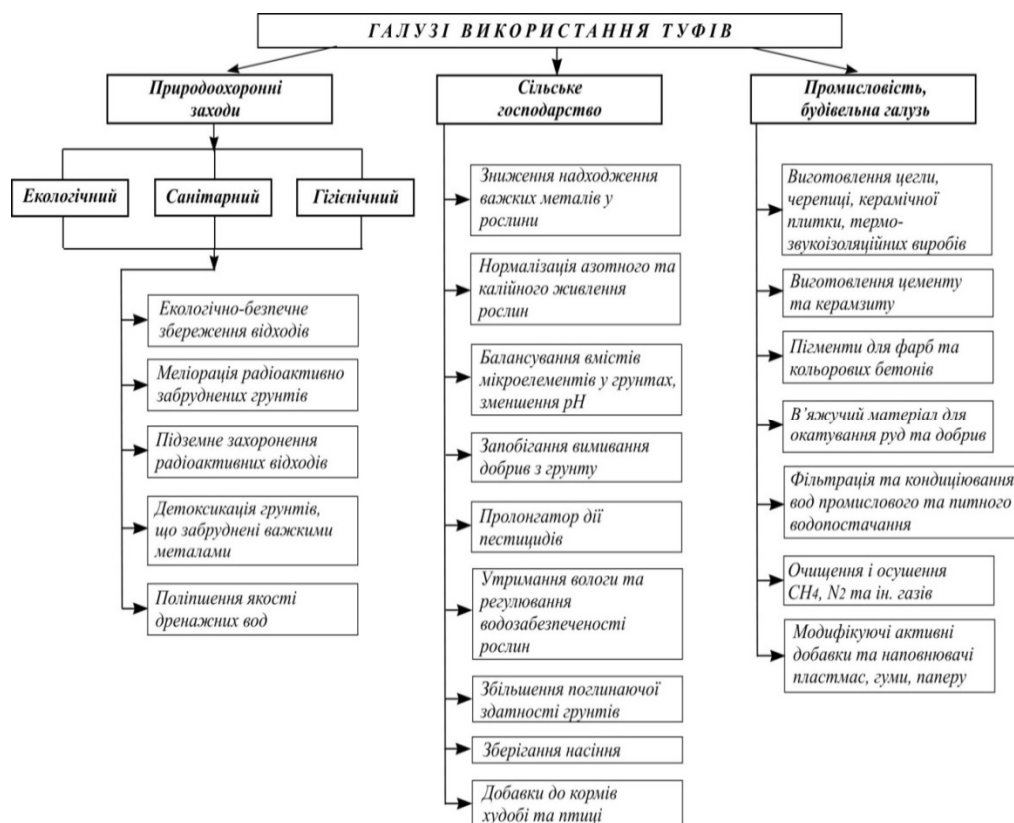 ГАЛУЗІ ВИКОРИСТАННЯ ТУФІВ
Природоохоронні
заходи
Екологічний
Санітарний
Гігієнічний
Екологічно-безпечне
збереження відходів
Меліорація радіоактивно
забруднених грунтів
Підземне захоронення
радіоактивних відходів
Детоксикація грунтів,
що забруднені важкими
металами
Поліпшення якості
дренажних вод
Сільське
господарство
Зниження надходження
важких металів у
рослини
Нормалізація азотного та
калійного живлення
рослин
Балансування вмістів
мікроелементів у грунтах,
зменшення pH
Запобігання вимивання
добрив з грунту
Пролонгатор дії
пестицидів
Утримання вологи та
регулювання
водозабезпеченості
рослин
Збільшення поглинаючої
здатності грунтів
Зберігання насіння
Добавки до кормів
худобі та птиці
Промисловість,
будівельна галузь
Виготовлення цегли,
черепиці, керамічної
плитки, термо-
звукоізоляційних виробів
Виготовлення цементу
та керамзиту
Пігменти для фарб та
кольорових бетонів
В’яжучий матеріал для
окатування руд та добрив
Фільтрація та кондиціювання
вод промислового та питного
водопостачання
Очищення і осушення
CH4, N2 та ін. газів
Модифікуючі активні
добавки та наповнювачі
пластмас, гуми, паперу